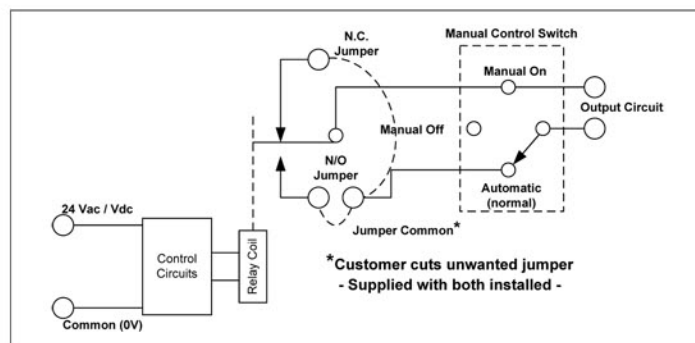 N.C.
Jumper
Manual Control Switch
Manual On
Output Circuit
Manual Off
N/O
Jumper
Automatic
(normal)
24 Vac / Vdc
Jumper Common*
Control
Circuits
Relay Coil
*Customer cuts unwanted jumper
- Supplied with both installed -
Common (0V)